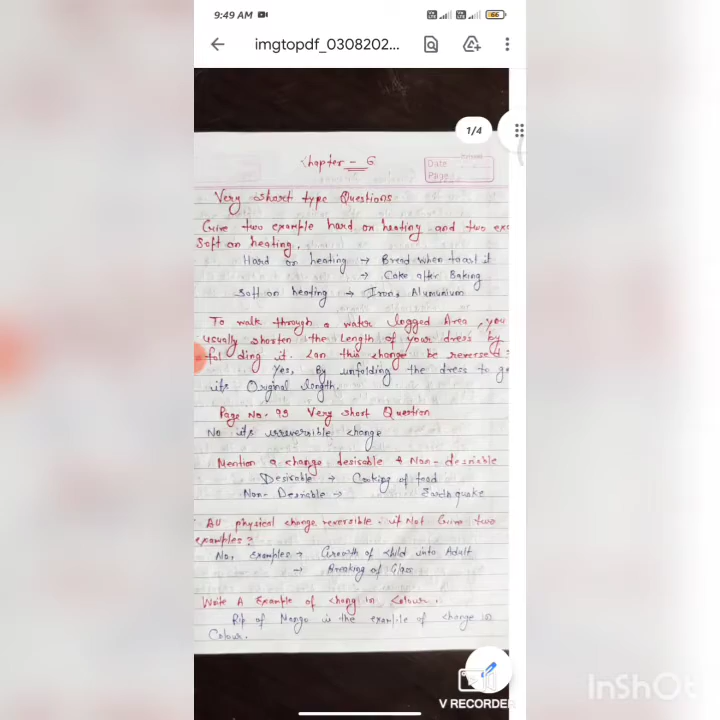 9:49 AM
66
imgtopdf_0308202...
1/4
Chapter - 6
Date
Page
Very short type Questions
Give two example hard on heating and two exa
Soft on heating.
Hard on heating → Bread when toast it
→ Cake after Baking
Soft on heating → Iron, Alumunium
To walk through a water logged Area, you
usually shorten the Length of your dress by
folding it. Can this change be reversed?
Yes, By unfolding the dress to ge
its Original length.
Page No. 93 Very Short Question
No its irreversible change
Mention a change desirable & Non-desirable
Desirable → Cooking of food
Non-Desirable → Earthquake
All physical change reversible. if Not Give two
examples?
No, Examples → Growth of child into Adult
→ Breaking of Glass
Write A Example of chang in Colour.
Rip of Mango is the example of change in
Colour.
V RECORDER
InShOt